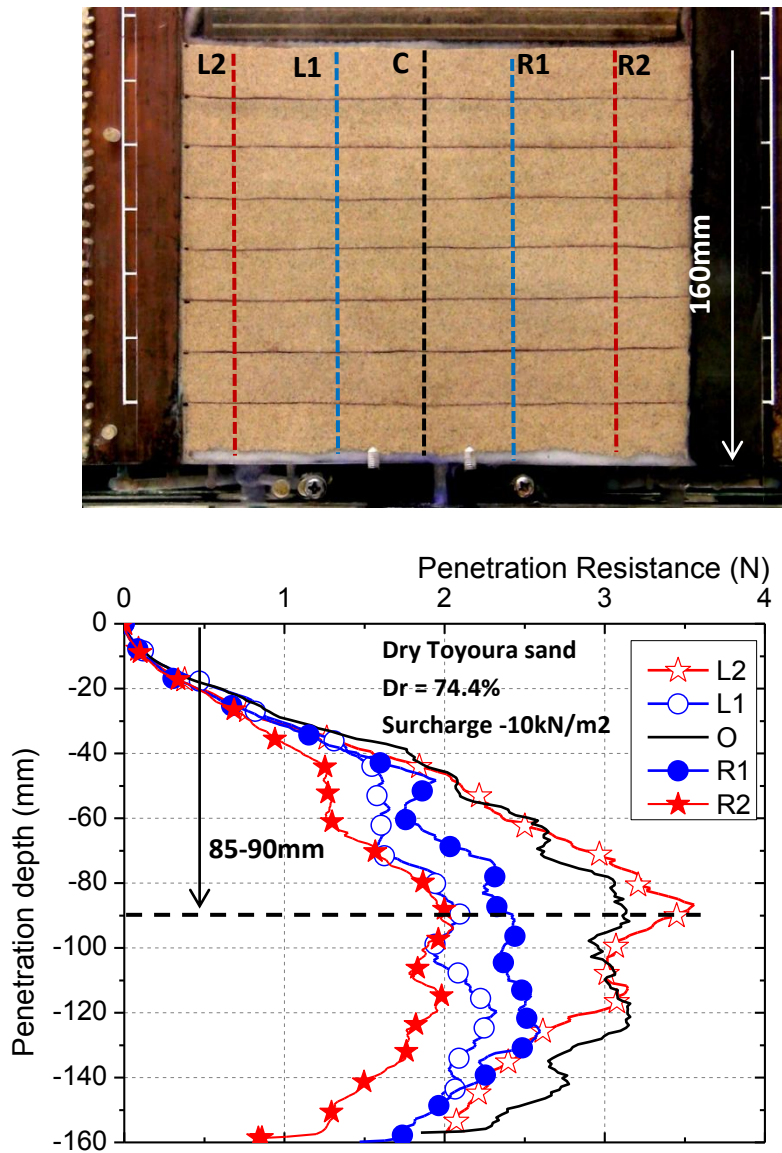 L2 L1 C R1 R2
160mm
Penetration Resistance (N)
0 1 2 3 4
0
-20
-40
-60
-80
-100
-120
-140
-160
Penetration depth (mm)
Dry Toyoura sand
Dr = 74.4%
Surcharge -10kN/m2
85-90mm
L2
L1
O
R1
R2